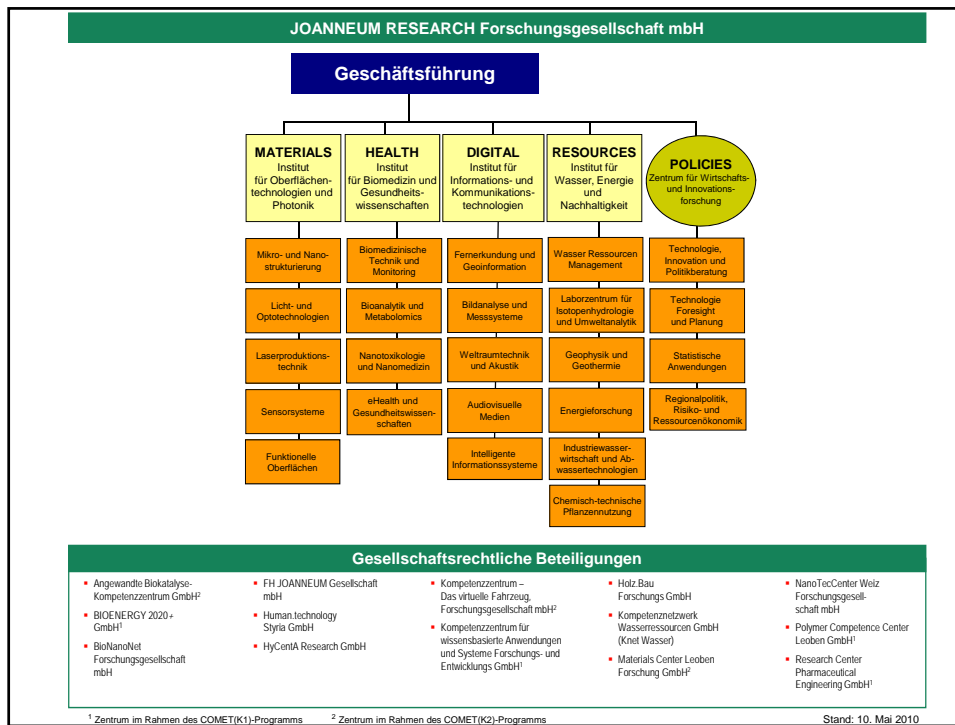 JOANNEUM RESEARCH Forschungsgesellschaft mbH
Geschäftsführung
MATERIALS
Institut
für Oberflächen-
technologien und
Photonik
HEALTH
Institut
für Biomedizin und
Gesundheits-
wissenschaften
DIGITAL
Institut für
Informations- und
Kommunikations-
technologien
RESOURCES
Institut für
Wasser, Energie
und
Nachhaltigkeit
POLICIES
Zentrum für Wirtschafts-
und Innovations-
forschung
Mikro- und Nano-
strukturierung
Licht- und
Optotechnologien
Laserproduktions-
technik
Sensorsysteme
Funktionelle
Oberflächen
Biomedizinische
Technik und
Monitoring
Bioanalytik und
Metabolomics
Nanotoxikologie
und Nanomedizin
eHealth und
Gesundheitswissen-
schaften
Fernerkundung und
Geoinformation
Bildanalyse und
Messsysteme
Weltraumtechnik
und Akustik
Audiovisuelle
Medien
Intelligente
Informationssysteme
Wasser Ressourcen
Management
Laborzentrum für
Isotopenhydrologie
und Umweltanalytik
Geophysik und
Geothermie
Energieforschung
Industriewasser-
wirtschaft und Ab-
wassertechnologien
Chemisch-technische
Pflanzennutzung
Technologie,
Innovation und
Politikberatung
Technologie
Foresight
und Planung
Statistische
Anwendungen
Regionalpolitik,
Risiko- und
Ressourcenökonomik
Gesellschaftsrechtliche Beteiligungen
▪ Angewandte Biokatalyse-
Kompetenzzentrum GmbH²
▪ BIOENERGY 2020+
GmbH¹
▪ BioNanoNet
Forschungsgesellschaft
mbH
▪ FH JOANNEUM Gesellschaft
mbH
▪ Human.technology
Styria GmbH
▪ HyCentA Research GmbH
▪ Kompetenzzentrum –
Das virtuelle Fahrzeug,
Forschungsgesellschaft mbH²
▪ Kompetenzzentrum für
wissensbasierte Anwendungen
und Systeme Forschungs- und
Entwicklungs GmbH¹
▪ Holz.Bau
Forschungs GmbH
▪ Kompetenznetzwerk
Wasserressourcen GmbH
(Knet Wasser)
▪ Materials Center Leoben
Forschung GmbH²
▪ NanoTecCenter Weiz
Forschungsgesell-
schaft mbH
▪ Polymer Competence Center
Leoben GmbH¹
▪ Research Center
Pharmaceutical
Engineering GmbH¹
¹ Zentrum im Rahmen des COMET(K1)-Programms ² Zentrum im Rahmen des COMET(K2)-Programms Stand: 10. Mai 2010